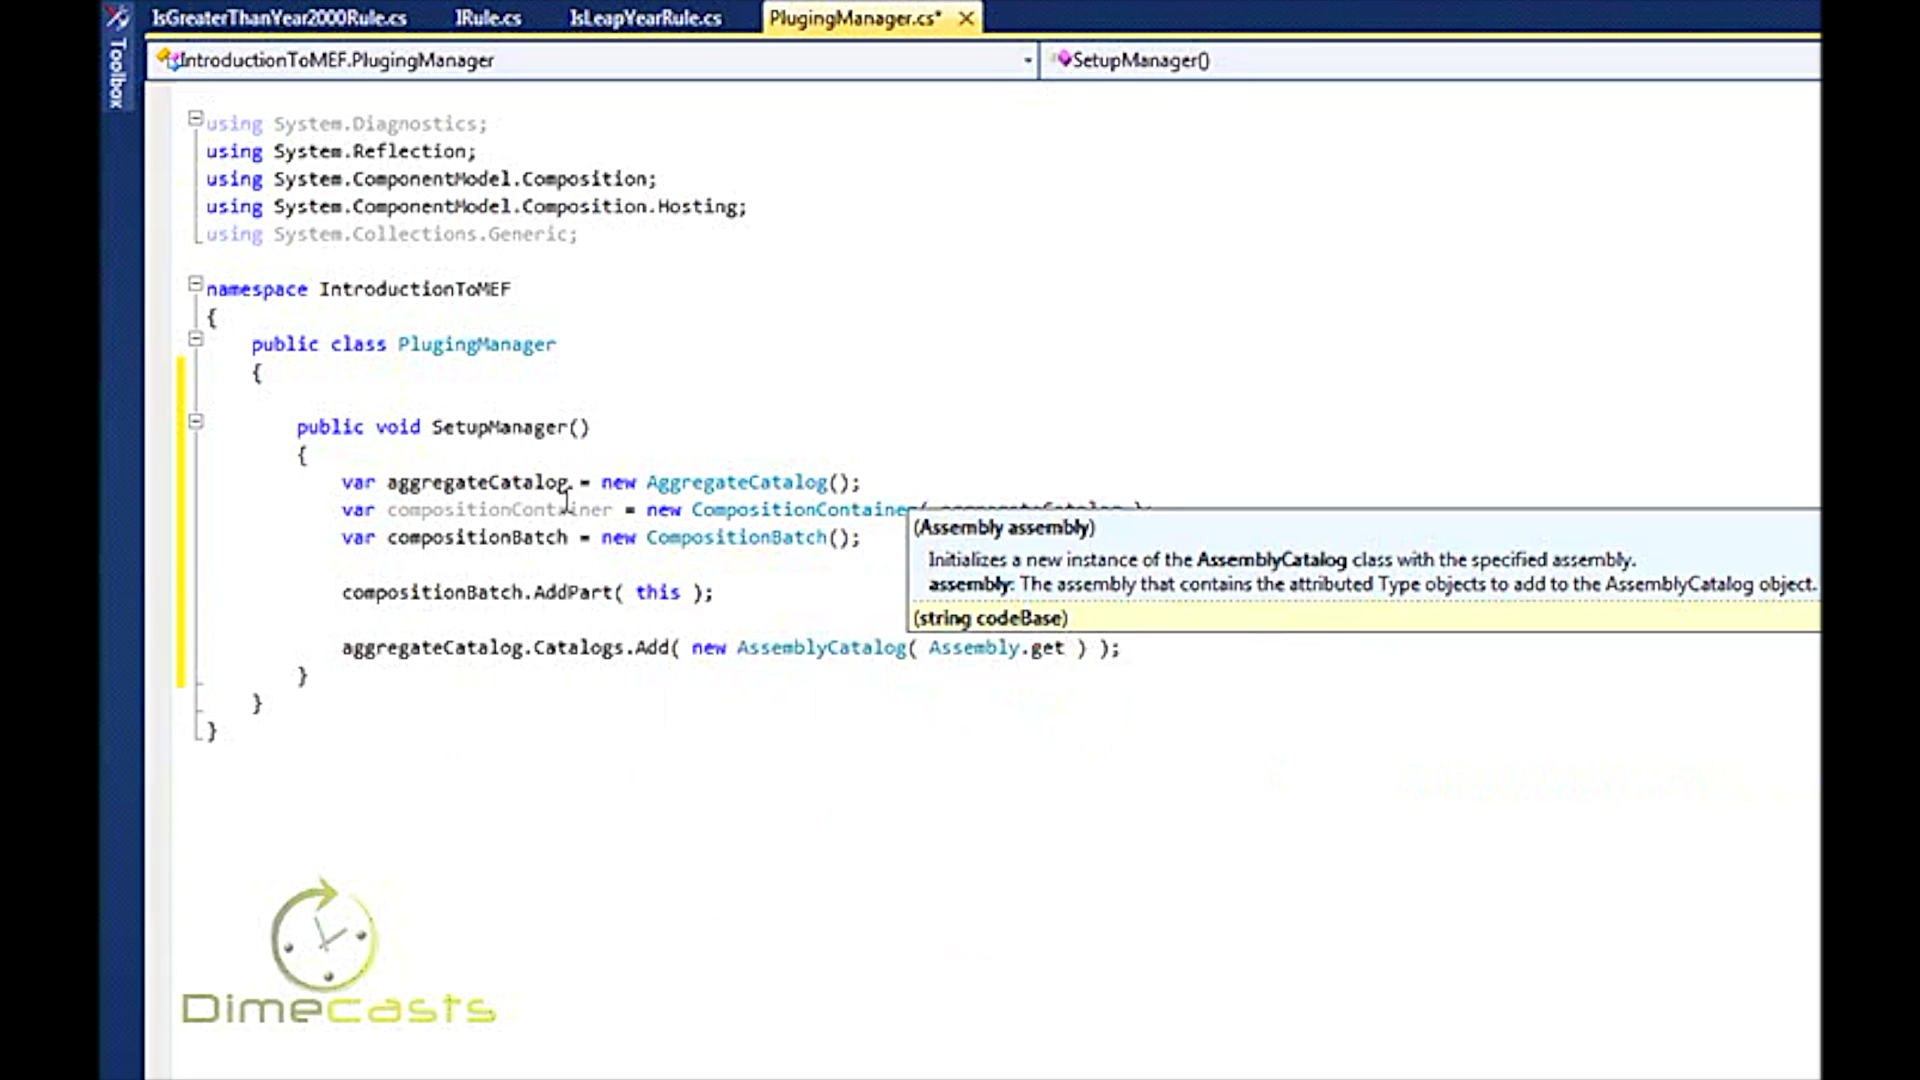 IsGreaterThanYear2000Rule.cs IRule.cs IsLeapYearRule.cs PlugingManager.cs*
Toolbox
IntroductionToMEF.PlugingManager SetupManager()
using System.Diagnostics;
using System.Reflection;
using System.ComponentModel.Composition;
using System.ComponentModel.Composition.Hosting;
using System.Collections.Generic;
namespace IntroductionToMEF
{
public class PlugingManager
{
public void SetupManager()
{
var aggregateCatalog = new AggregateCatalog();
var compositionContainer = new CompositionContainer( aggregateCatalog );
var compositionBatch = new CompositionBatch();
(Assembly assembly)
Initializes a new instance of the AssemblyCatalog class with the specified assembly.
assembly: The assembly that contains the attributed Type objects to add to the AssemblyCatalog object.
(string codeBase)
compositionBatch.AddPart( this );
aggregateCatalog.Catalogs.Add( new AssemblyCatalog( Assembly.get ) );
}
}
}
Dimecasts